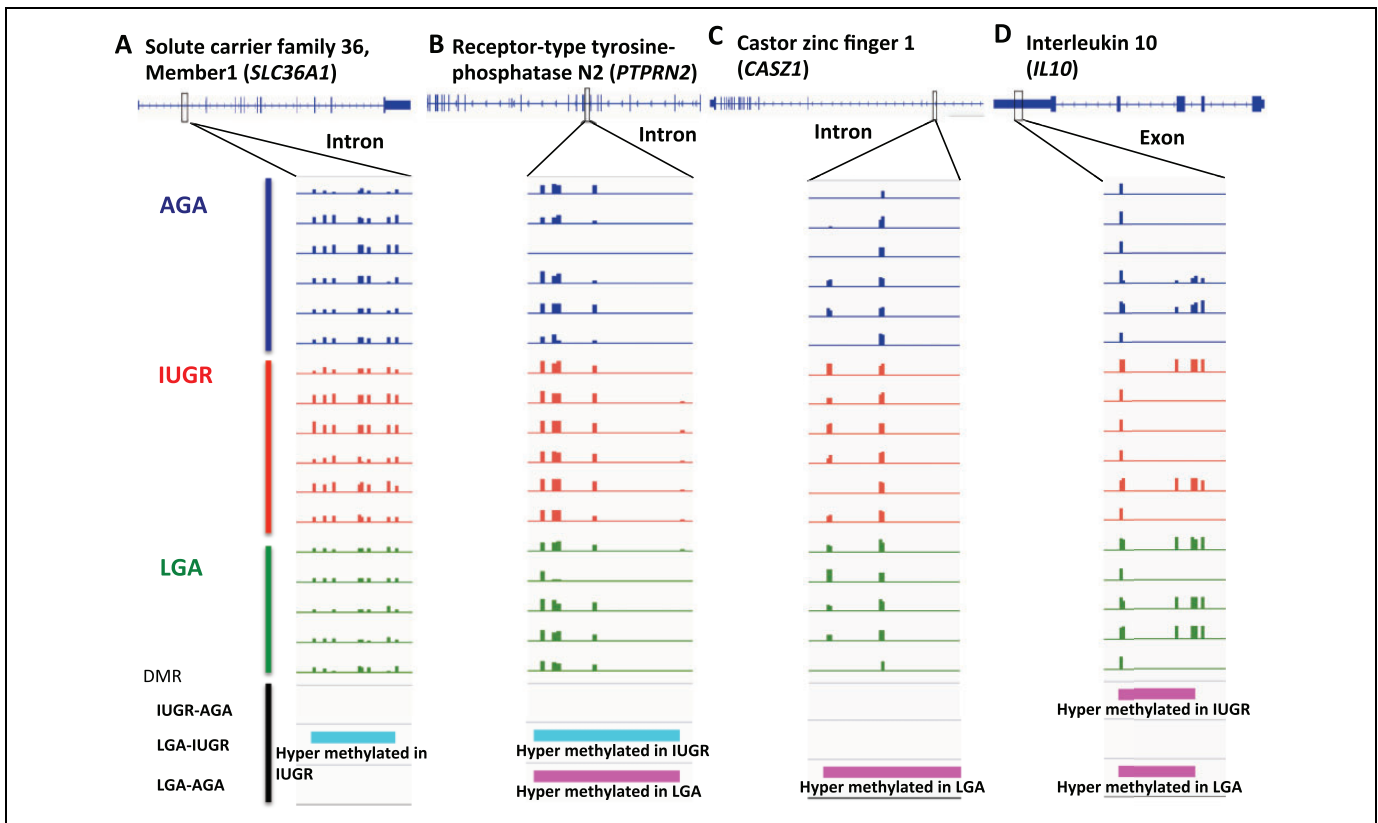 A Solute carrier family 36,
Member1 (SLC36A1)
B Receptor-type tyrosine-
phosphatase N2 (PTPRN2)
C Castor zinc finger 1
(CASZ1)
D Interleukin 10
(IL10)
Intron
Intron
Intron
Exon
AGA
IUGR
LGA
DMR
IUGR-AGA
Hyper methylated in IUGR
LGA-IUGR
Hyper methylated in
IUGR
Hyper methylated in IUGR
LGA-AGA
Hyper methylated in LGA
Hyper methylated in LGA
Hyper methylated in LGA